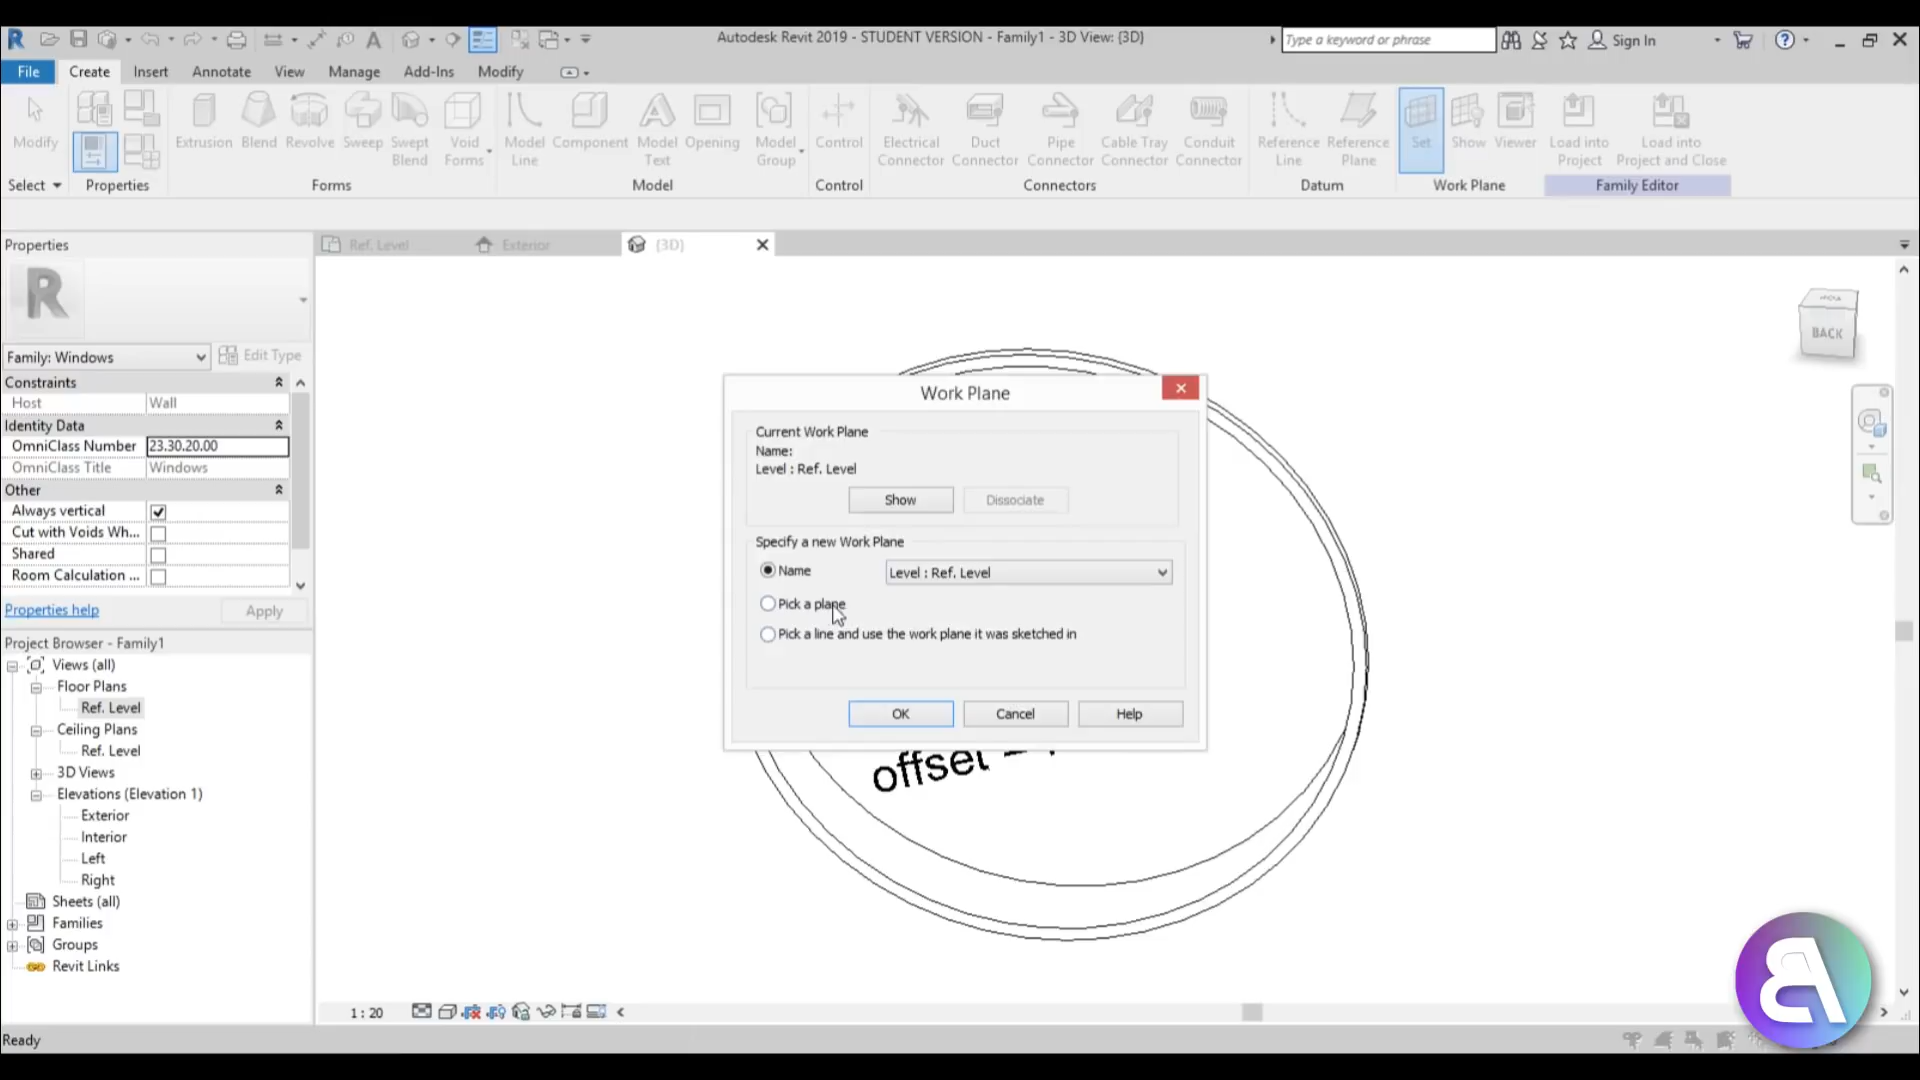 Autodesk Revit 2019 - STUDENT VERSION - Family1 - 3D View: {3D}
Type a keyword or phrase
Sign In
File Create Insert Annotate View Manage Add-Ins Modify
Modify
Extrusion Blend Revolve Sweep Swept Blend Void Forms
Model Line Component Model Text Opening Model Group
Control
Electrical Connector Duct Connector Pipe Connector Cable Tray Connector Conduit Connector
Reference Line Reference Plane
Set Show Viewer
Load into Project Load into Project and Close
Select Properties Forms Model Control Connectors Datum Work Plane Family Editor
Properties
Ref. Level Exterior {3D}
R
Family: Windows Edit Type
Constraints
Host Wall
Identity Data
OmniClass Number 23.30.20.00
OmniClass Title Windows
Other
Always vertical
Cut with Voids Wh...
Shared
Room Calculation ...
Properties help Apply
Project Browser - Family1
Views (all)
Floor Plans
Ref. Level
Ceiling Plans
Ref. Level
3D Views
Elevations (Elevation 1)
Exterior
Interior
Left
Right
Sheets (all)
Families
Groups
Revit Links
BACK
Work Plane
Current Work Plane
Name:
Level : Ref. Level
Show Dissociate
Specify a new Work Plane
Name Level : Ref. Level
Pick a plane
Pick a line and use the work plane it was sketched in
OK Cancel Help
offset
1 : 20
Ready